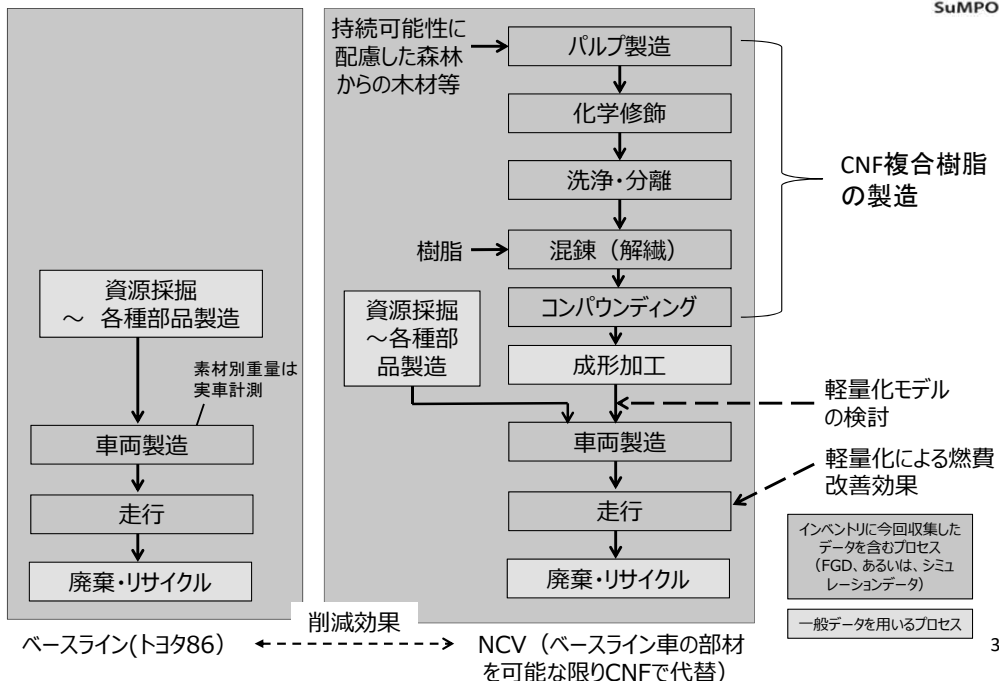 SuMPO
資源採掘
～ 各種部品製造
素材別重量は
実車計測
車両製造
走行
廃棄・リサイクル
ベースライン(トヨタ86)
削減効果
持続可能性に
配慮した森林
からの木材等
パルプ製造
化学修飾
洗浄・分離
樹脂
混錬（解繊）
コンパウンディング
CNF複合樹脂
の製造
資源採掘
～各種部
品製造
成形加工
軽量化モデル
の検討
車両製造
軽量化による燃費
改善効果
走行
廃棄・リサイクル
NCV（ベースライン車の部材
を可能な限りCNFで代替）
インベントリに今回収集した
データを含むプロセス
（FGD、あるいは、シミュ
レーションデータ）
一般データを用いるプロセス
3